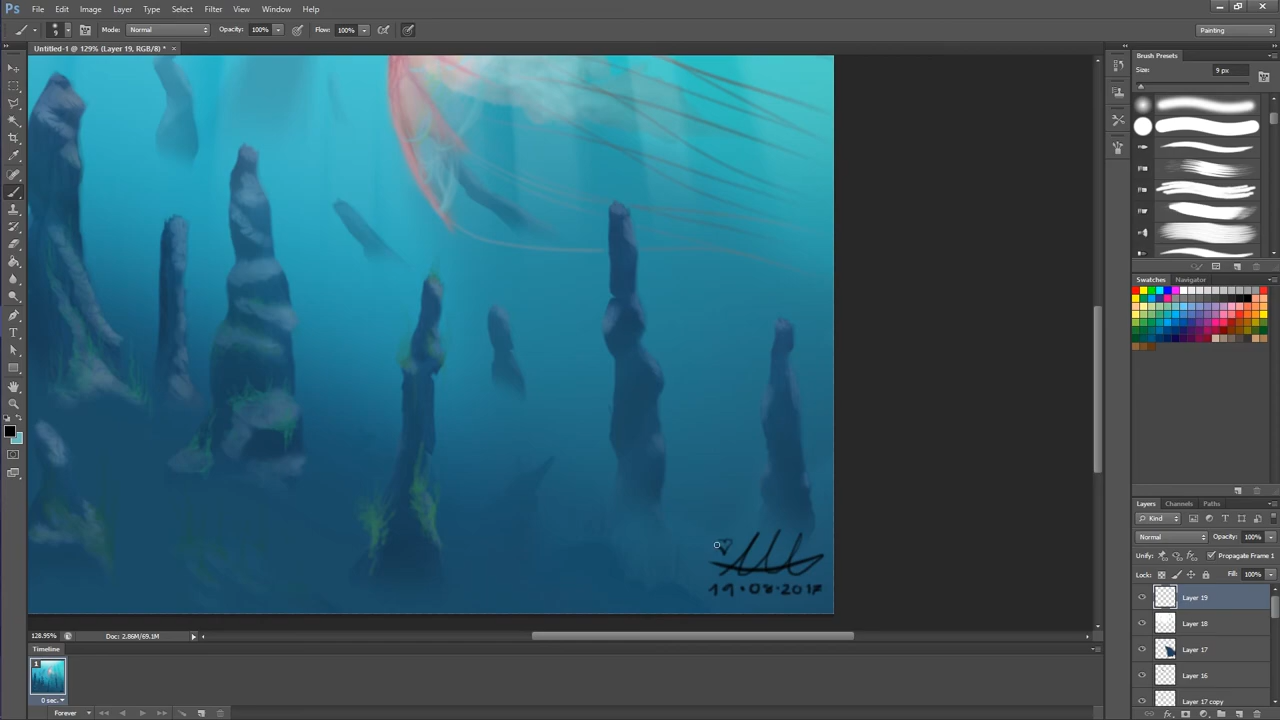 Ps File Edit Image Layer Type Select Filter View Window Help
Mode: Normal Opacity: 100% Flow: 100% Painting
Untitled-1 @ 129% (Layer 19, RGB/8) * ×
Brush Presets
Size: 9 px
Swatches Navigator
Layers Channels Paths
Kind
Normal Opacity: 100%
Unify: Propagate Frame 1
Lock: Fill: 100%
Layer 19
Layer 18
Layer 17
Layer 16
Layer 17 copy
19·08·2017
128.95% Doc: 2.86M/69.1M
Timeline
1
0 sec.
Forever